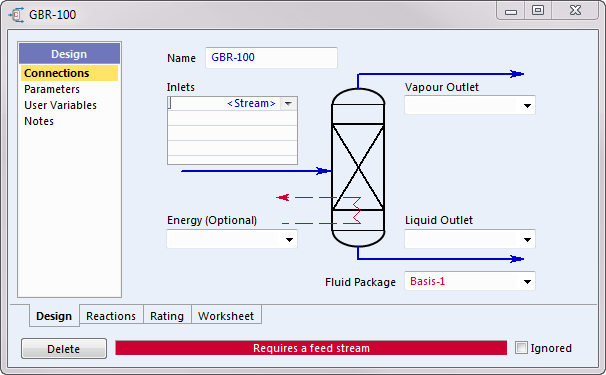 GBR-100
Design
Connections
Parameters
User Variables
Notes
Name GBR-100
Inlets
<Stream>
Vapour Outlet
Energy (Optional)
Liquid Outlet
Fluid Package Basis-1
Design Reactions Rating Worksheet
Delete Requires a feed stream Ignored